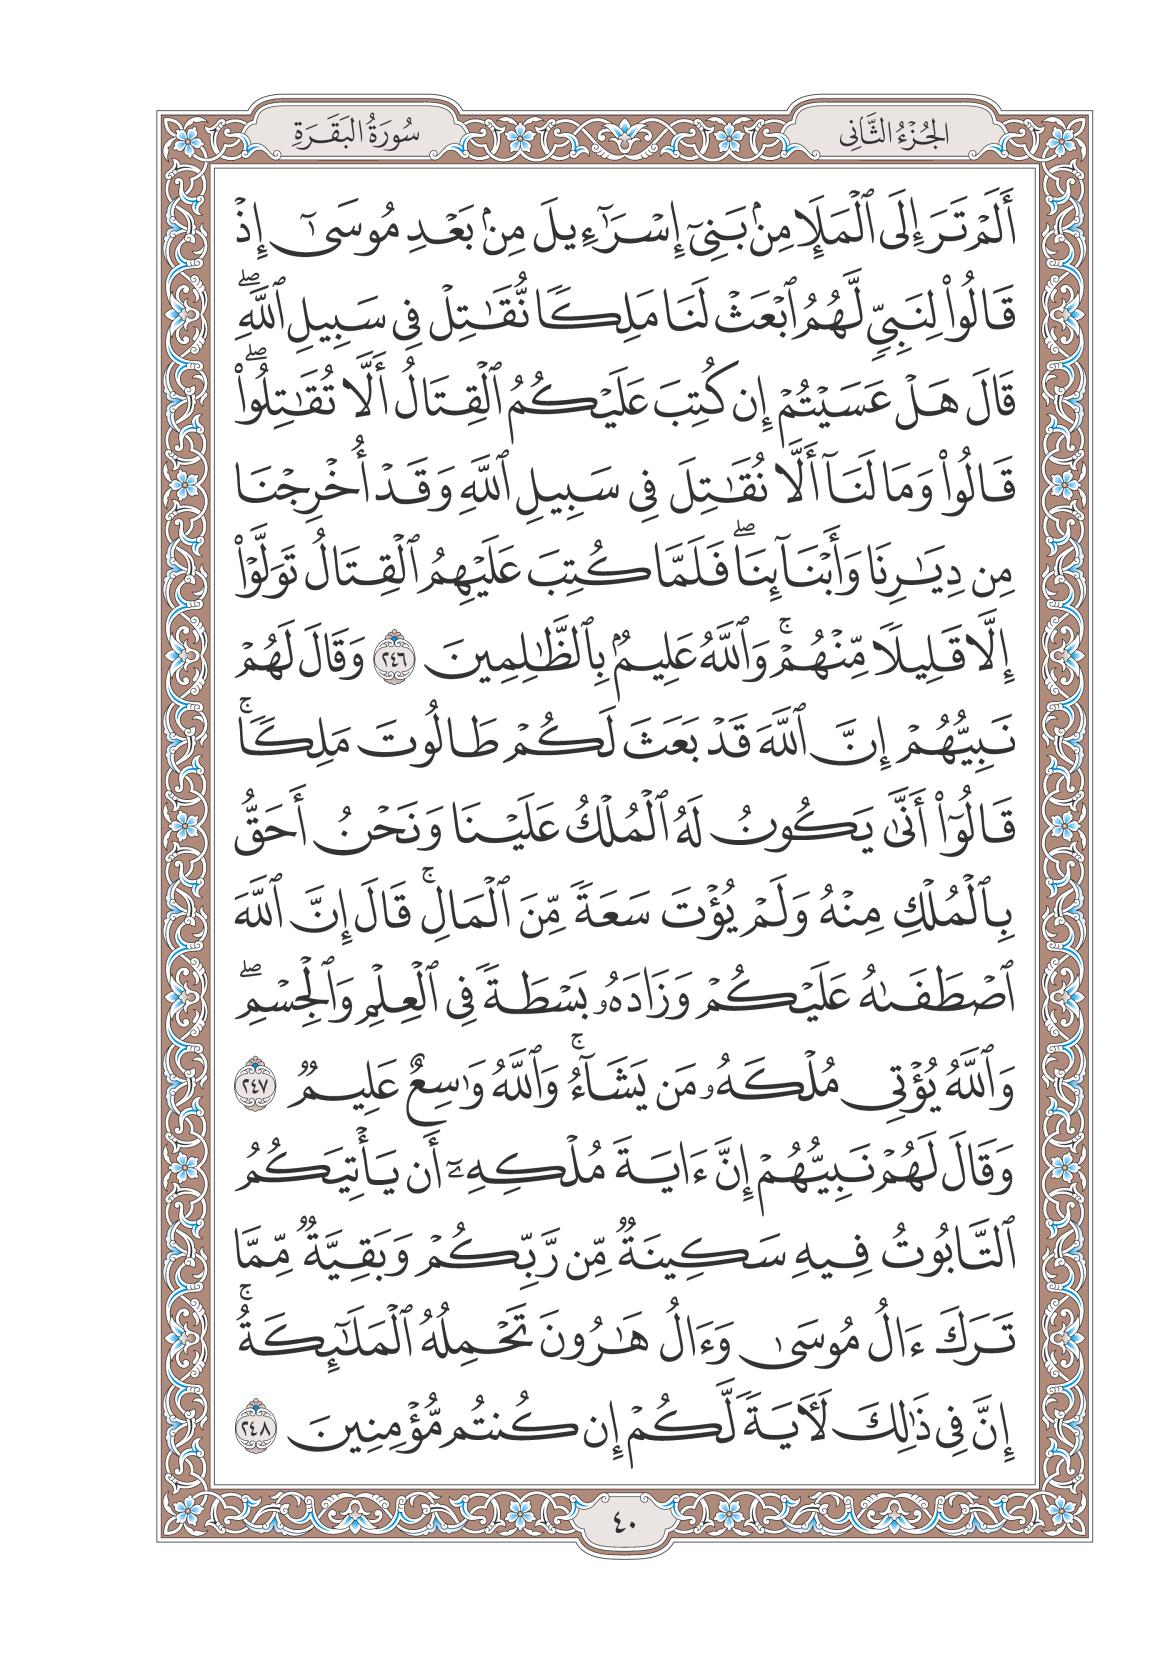 الجُزْءُ الثَّانِي
سُورَةُ البَقَرَةِ
أَلَمْ تَرَ إِلَى ٱلْمَلَإِ مِنۢ بَنِىٓ إِسْرَٰٓءِيلَ مِنۢ بَعْدِ مُوسَىٰٓ إِذْ
قَالُوا۟ لِنَبِىٍّ لَّهُمُ ٱبْعَثْ لَنَا مَلِكًا نُّقَٰتِلْ فِى سَبِيلِ ٱللَّهِ ۖ
قَالَ هَلْ عَسَيْتُمْ إِن كُتِبَ عَلَيْكُمُ ٱلْقِتَالُ أَلَّا تُقَٰتِلُوا۟ ۖ
قَالُوا۟ وَمَا لَنَآ أَلَّا نُقَٰتِلَ فِى سَبِيلِ ٱللَّهِ وَقَدْ أُخْرِجْنَا
مِن دِيَٰرِنَا وَأَبْنَآئِنَا ۖ فَلَمَّا كُتِبَ عَلَيْهِمُ ٱلْقِتَالُ تَوَلَّوْا۟
إِلَّا قَلِيلًا مِّنْهُمْ ۚ وَٱللَّهُ عَلِيمٌۢ بِٱلظَّٰلِمِينَ ٢٤٦ وَقَالَ لَهُمْ
نَبِيُّهُمْ إِنَّ ٱللَّهَ قَدْ بَعَثَ لَكُمْ طَالُوتَ مَلِكًا ۚ
قَالُوٓا۟ أَنَّىٰ يَكُونُ لَهُ ٱلْمُلْكُ عَلَيْنَا وَنَحْنُ أَحَقُّ
بِٱلْمُلْكِ مِنْهُ وَلَمْ يُؤْتَ سَعَةً مِّنَ ٱلْمَالِ ۚ قَالَ إِنَّ ٱللَّهَ
ٱصْطَفَىٰهُ عَلَيْكُمْ وَزَادَهُۥ بَسْطَةً فِى ٱلْعِلْمِ وَٱلْجِسْمِ ۖ
وَٱللَّهُ يُؤْتِى مُلْكَهُۥ مَن يَشَآءُ ۚ وَٱللَّهُ وَٰسِعٌ عَلِيمٌ ٢٤٧
وَقَالَ لَهُمْ نَبِيُّهُمْ إِنَّ ءَايَةَ مُلْكِهِۦٓ أَن يَأْتِيَكُمُ
ٱلتَّابُوتُ فِيهِ سَكِينَةٌ مِّن رَّبِّكُمْ وَبَقِيَّةٌ مِّمَّا
تَرَكَ ءَالُ مُوسَىٰ وَءَالُ هَٰرُونَ تَحْمِلُهُ ٱلْمَلَٰٓئِكَةُ ۚ
إِنَّ فِى ذَٰلِكَ لَءَايَةً لَّكُمْ إِن كُنتُم مُّؤْمِنِينَ ٢٤٨
٤٠